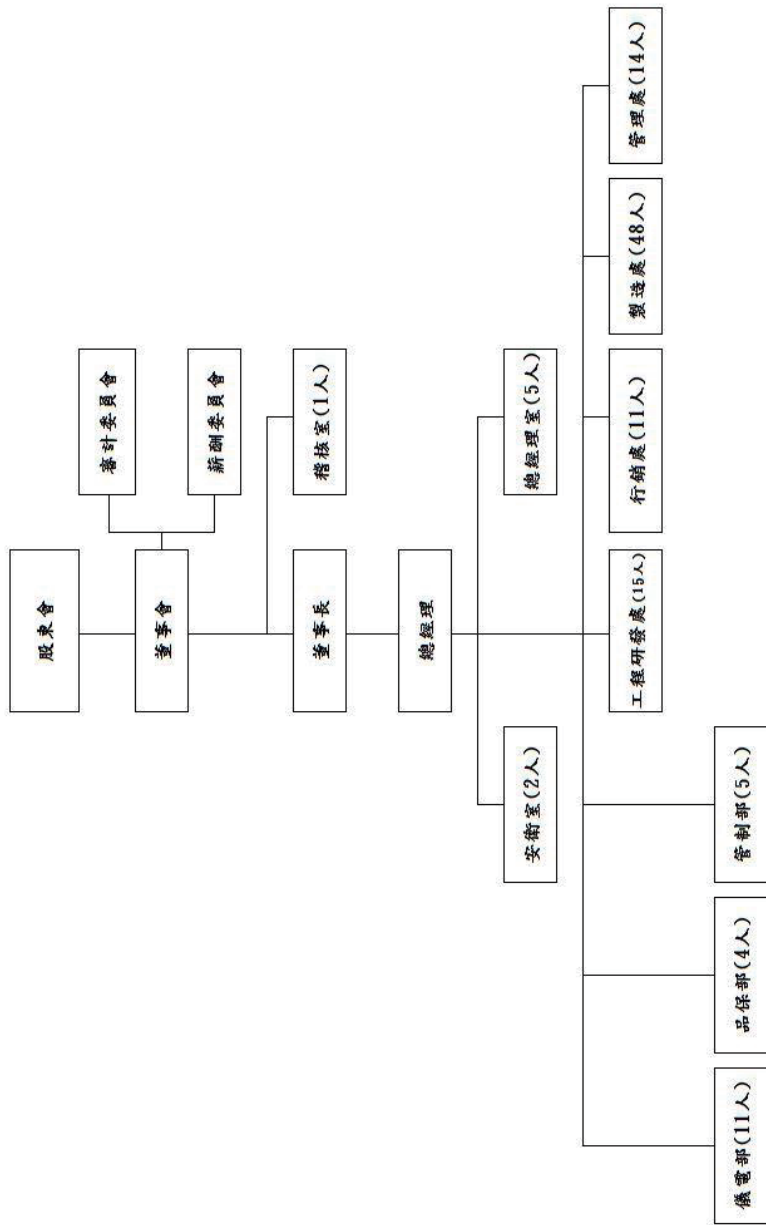 股東會
董事會
審計委員會
薪酬委員會
稽核室(1人)
董事長
總經理
安衛室(2人)
總經理室(5人)
儀電部(11人)
品保部(4人)
管制部(5人)
工程研發處(15人)
行銷處(11人)
製造處(48人)
管理處(14人)